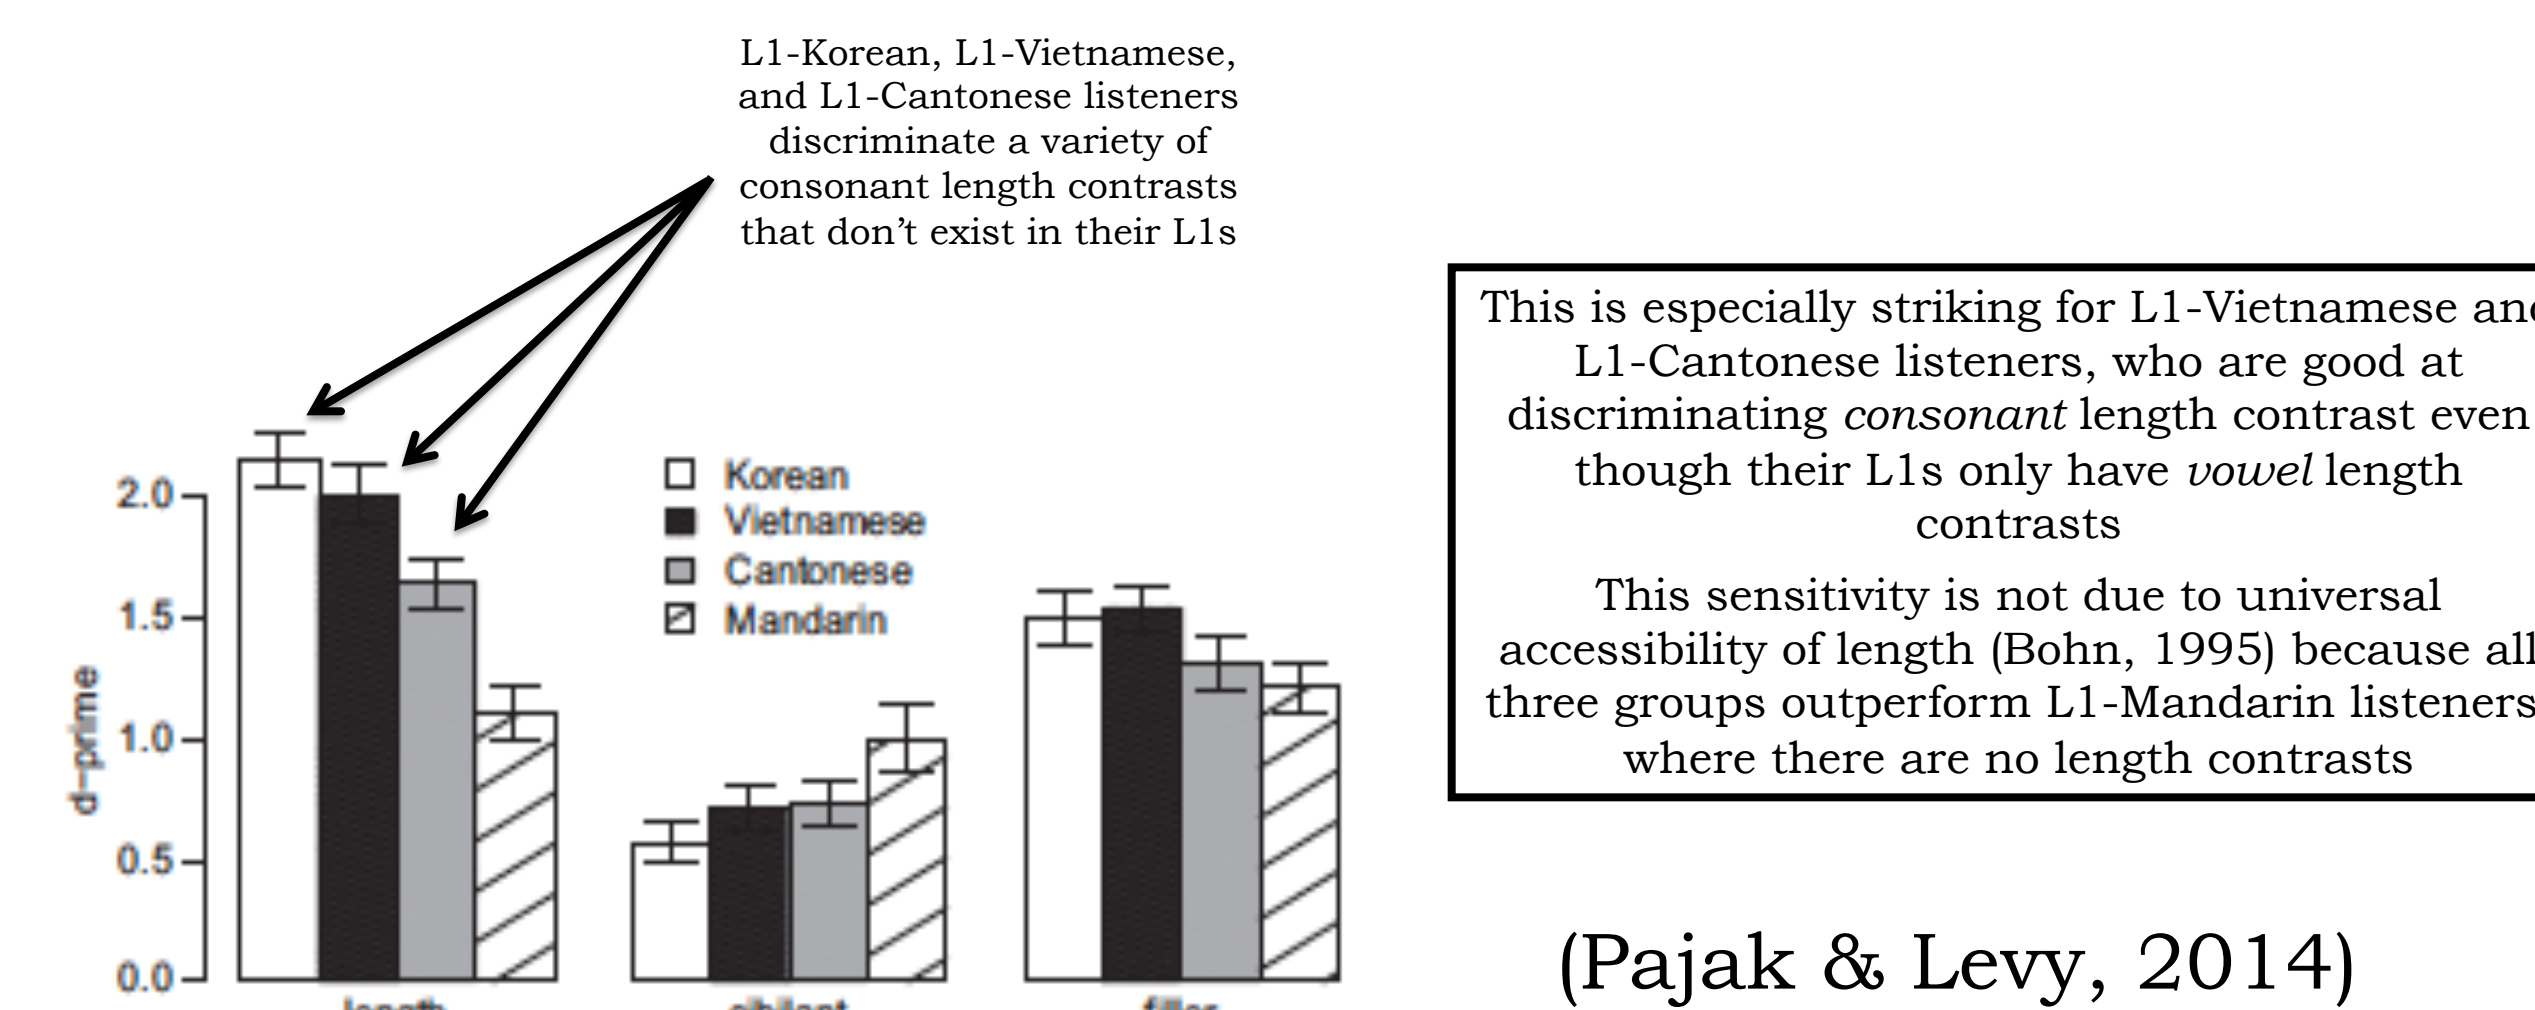 L1-Korean, L1-Vietnamese,
and L1-Cantonese listeners
discriminate a variety of
consonant length contrasts
that don't exist in their L1s
This is especially striking for L1-Vietnamese and
L1-Cantonese listeners, who are good at
discriminating consonant length contrast even
though their L1s only have vowel length
contrasts
This sensitivity is not due to universal
accessibility of length (Bohn, 1995) because all
three groups outperform L1-Mandarin listeners
where there are no length contrasts
Korean
Vietnamese
Cantonese
Mandarin
d-prime
2.0
1.5
1.0
0.5
0.0
length
sibilant
filler
(Pajak & Levy, 2014)